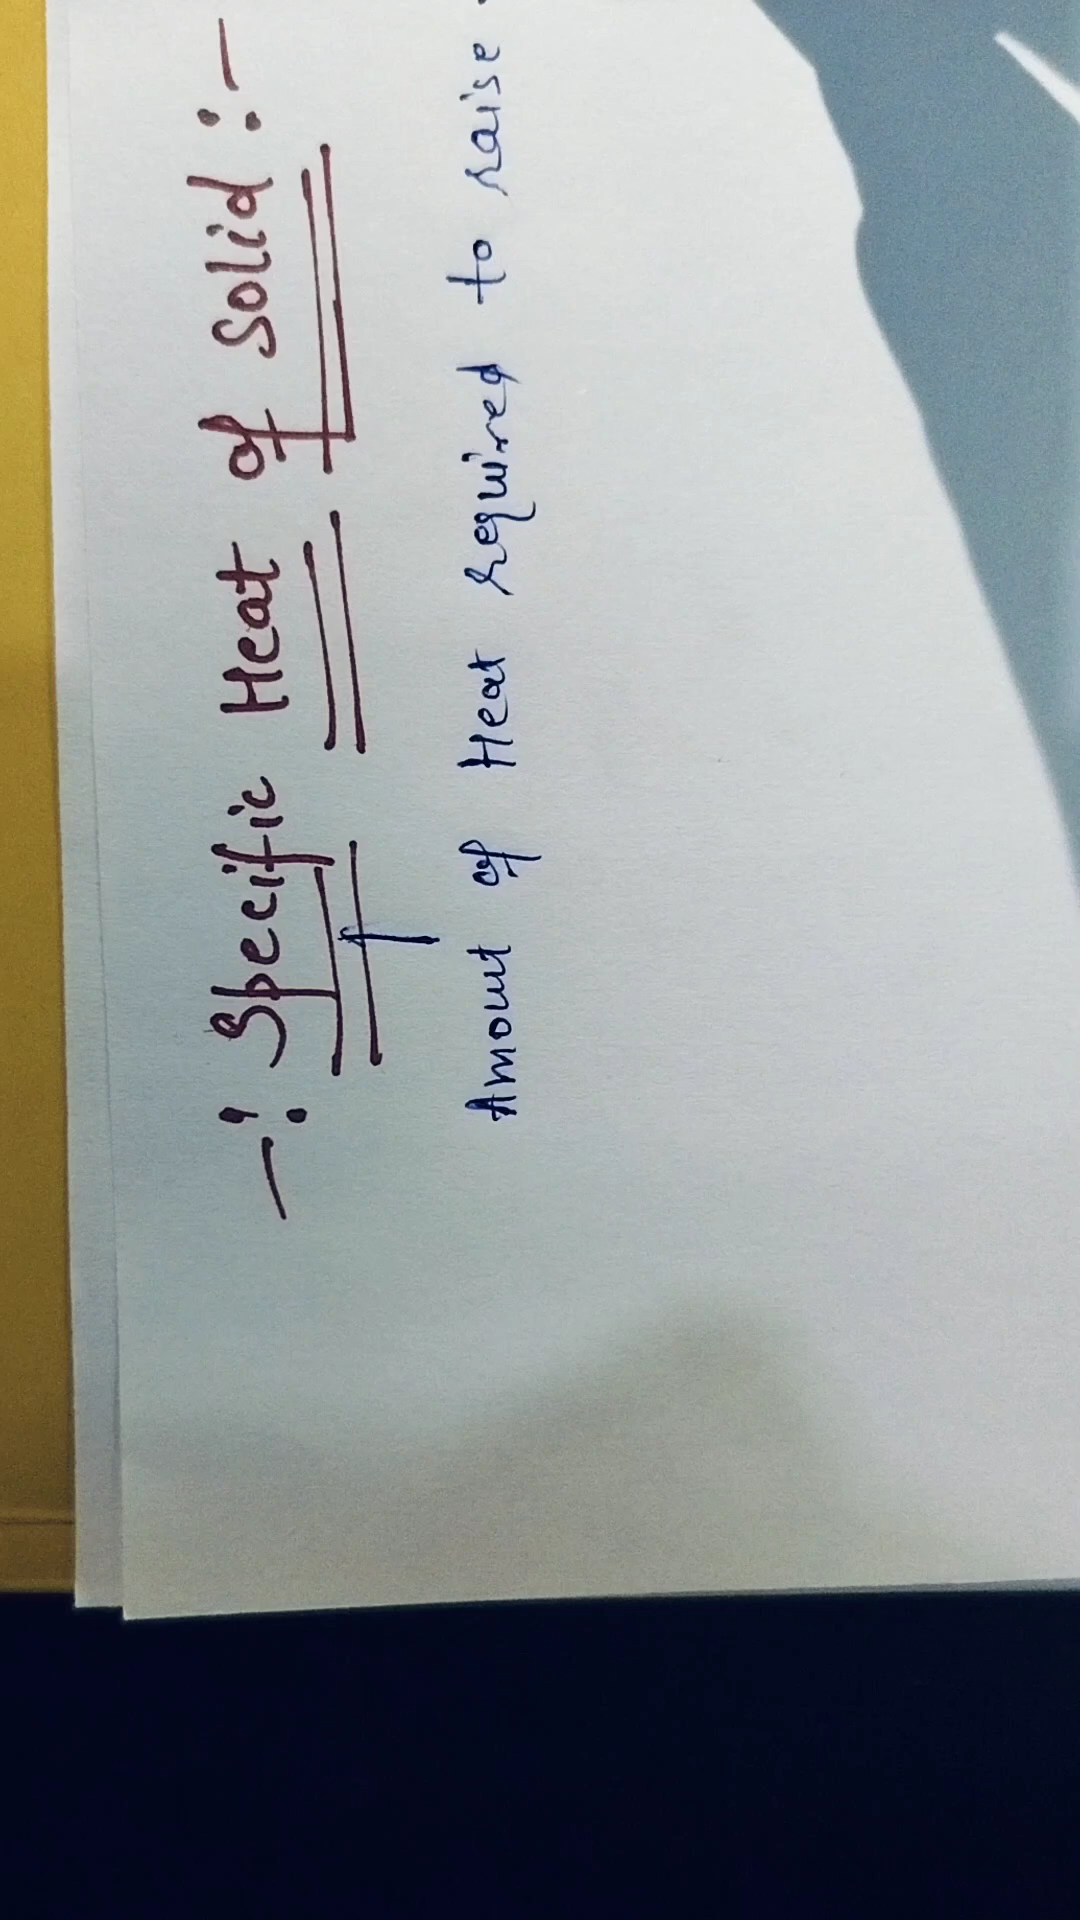 -: Specific Heat of Solid :-
Amount of Heat required to raise